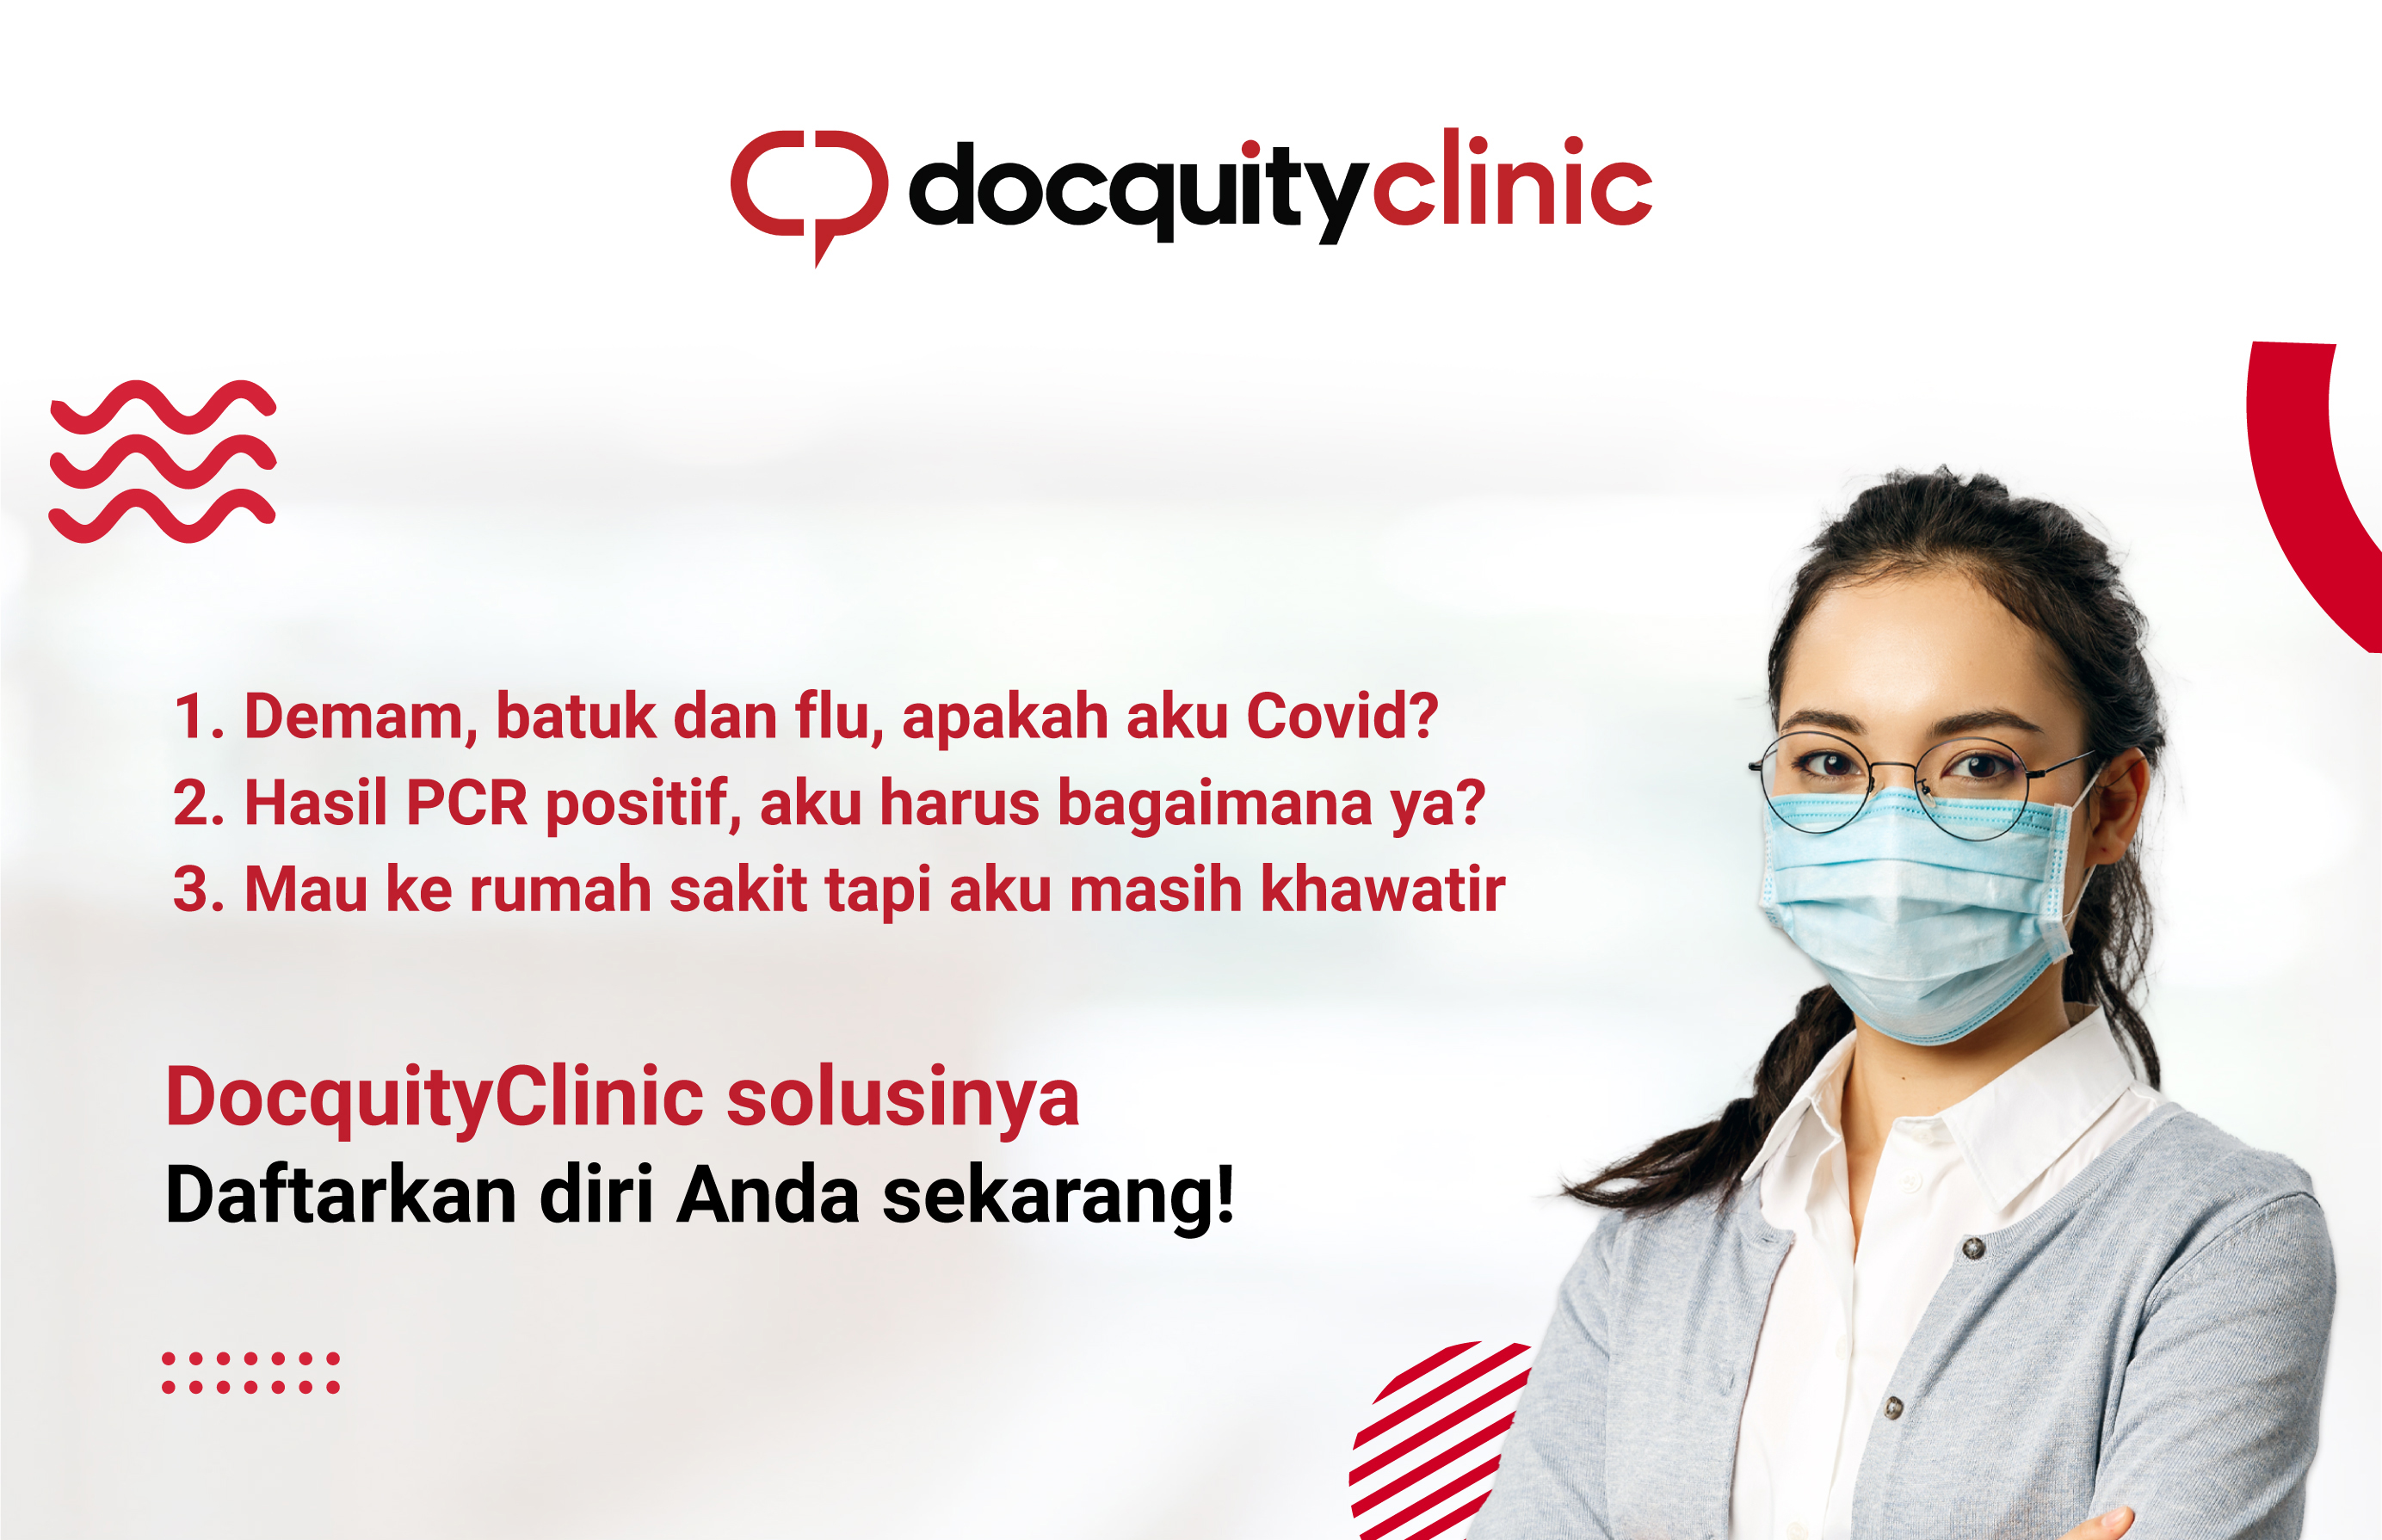 docquityclinic
1. Demam, batuk dan flu, apakah aku Covid?
2. Hasil PCR positif, aku harus bagaimana ya?
3. Mau ke rumah sakit tapi aku masih khawatir
DocquityClinic solusinya
Daftarkan diri Anda sekarang!